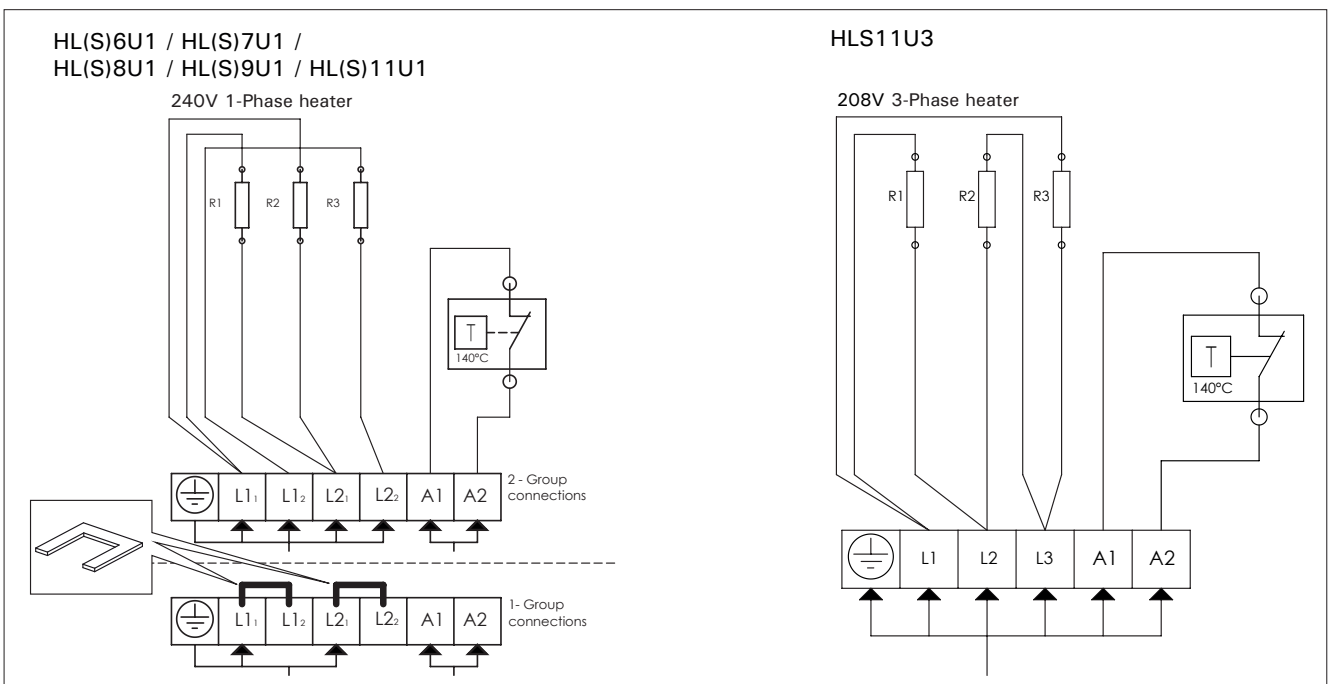 HL(S)6U1 / HL(S)7U1 /
HL(S)8U1 / HL(S)9U1 / HL(S)11U1
240V 1-Phase heater
R1 R2 R3
T
140°C
L1₁ L1₂ L2₁ L2₂ A1 A2
2 - Group
connections
L1₁ L1₂ L2₁ L2₂ A1 A2
1- Group
connections
HLS11U3
208V 3-Phase heater
R1 R2 R3
T
140°C
L1 L2 L3 A1 A2